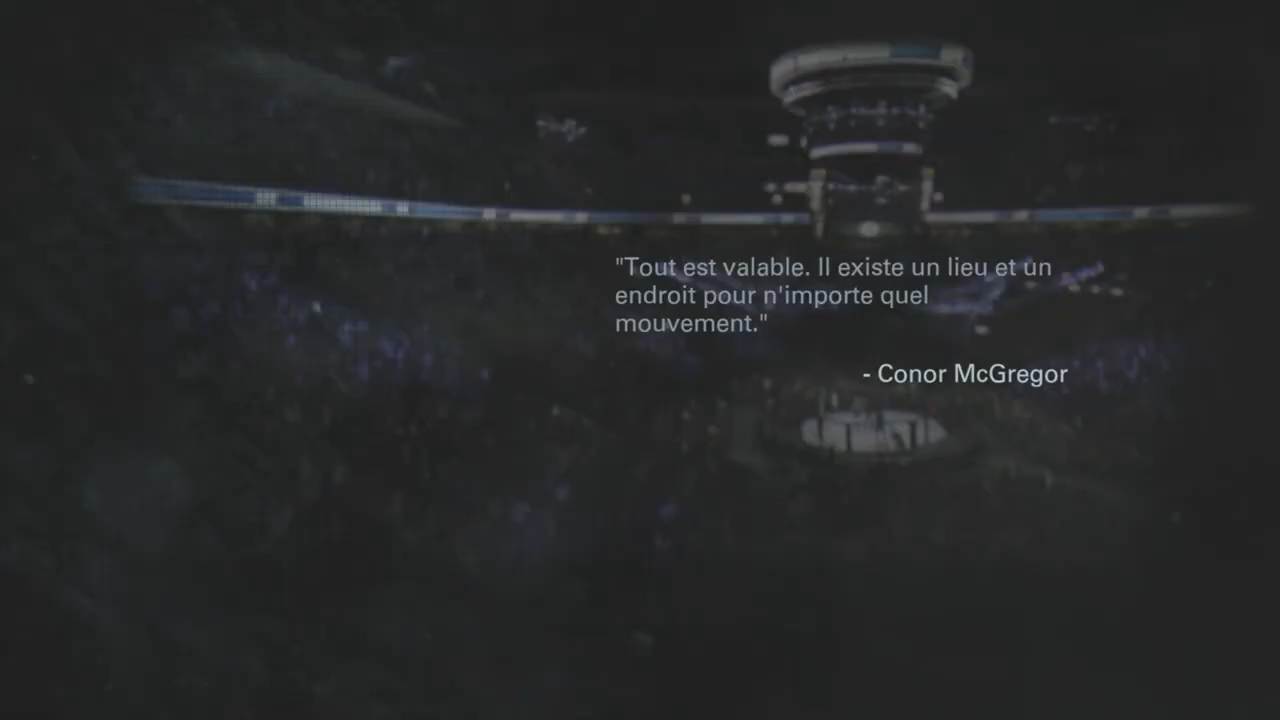 "Tout est valable. Il existe un lieu et un
endroit pour n'importe quel
mouvement."
- Conor McGregor